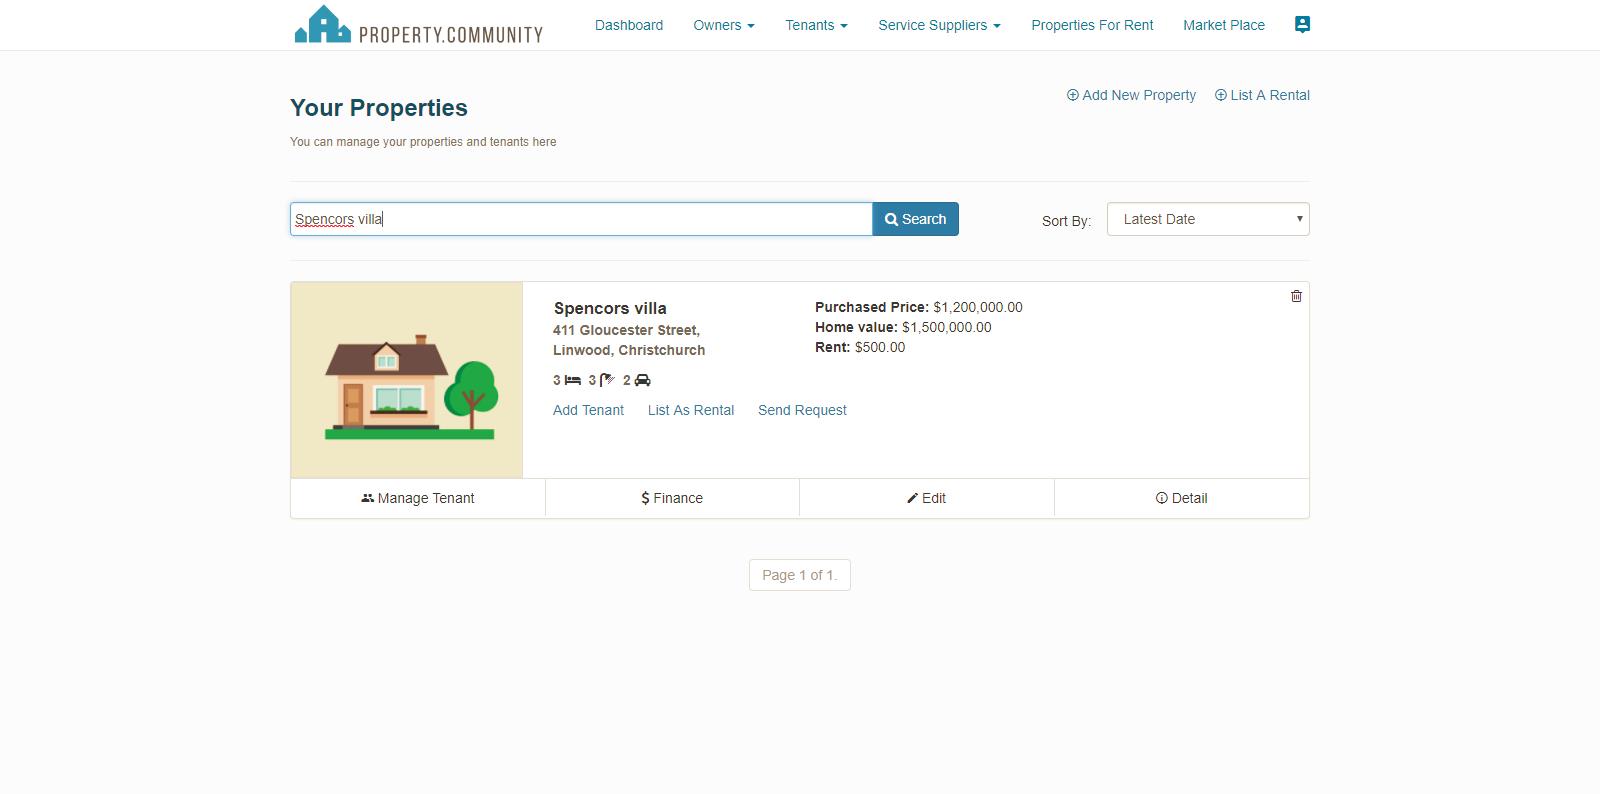 PROPERTY.COMMUNITY
Dashboard
Owners
Tenants
Service Suppliers
Properties For Rent
Market Place
Your Properties
Add New Property
List A Rental
You can manage your properties and tenants here
Spencors villa
Search
Sort By:
Latest Date
Spencors villa
411 Gloucester Street,
Linwood, Christchurch
3 3 2
Add Tenant
List As Rental
Send Request
Purchased Price: $1,200,000.00
Home value: $1,500,000.00
Rent: $500.00
Manage Tenant
$ Finance
Edit
Detail
Page 1 of 1.